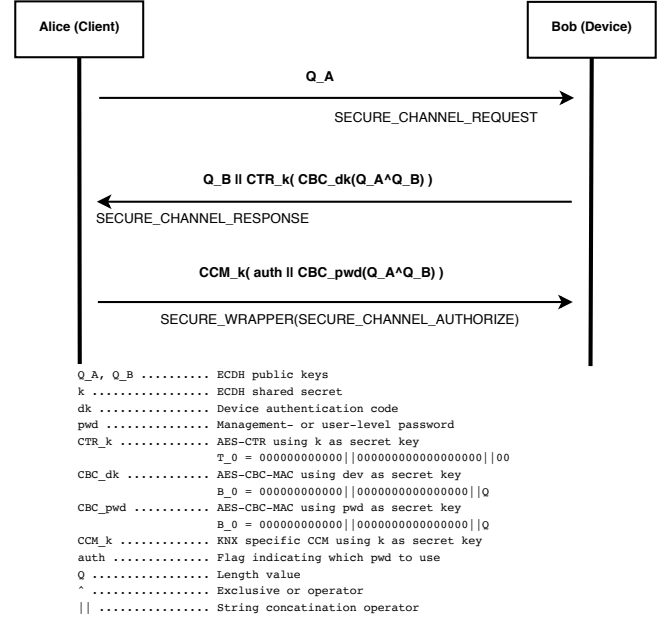 Alice (Client)
Bob (Device)
Q_A
SECURE_CHANNEL_REQUEST
Q_B || CTR_k( CBC_dk(Q_A^Q_B) )
SECURE_CHANNEL_RESPONSE
CCM_k( auth || CBC_pwd(Q_A^Q_B) )
SECURE_WRAPPER(SECURE_CHANNEL_AUTHORIZE)
Q_A, Q_B .......... ECDH public keys
k ................. ECDH shared secret
dk ................ Device authentication code
pwd ............... Management- or user-level password
CTR_k ............. AES-CTR using k as secret key
T_0 = 000000000000||0000000000000000000||00
CBC_dk ............ AES-CBC-MAC using dev as secret key
B_0 = 000000000000||0000000000000000||Q
CBC_pwd ........... AES-CBC-MAC using pwd as secret key
B_0 = 000000000000||0000000000000000||Q
CCM_k ............. KNX specific CCM using k as secret key
auth .............. Flag indicating which pwd to use
Q ................. Length value
^ ................. Exclusive or operator
|| ................ String concatination operator